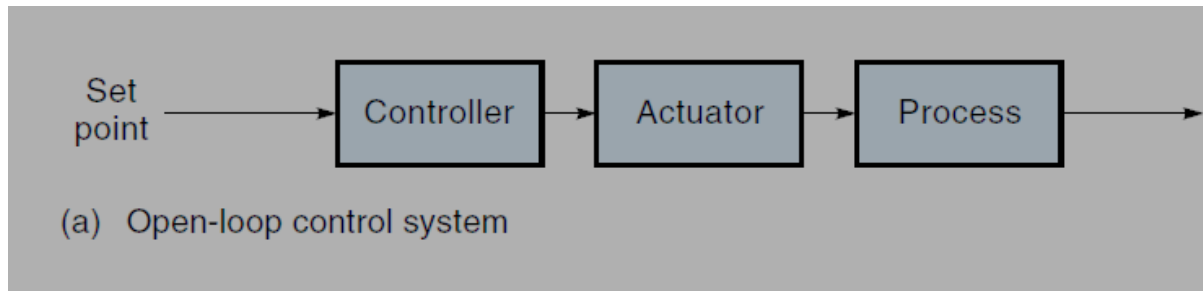 Set
point
Controller
Actuator
Process
(a) Open-loop control system